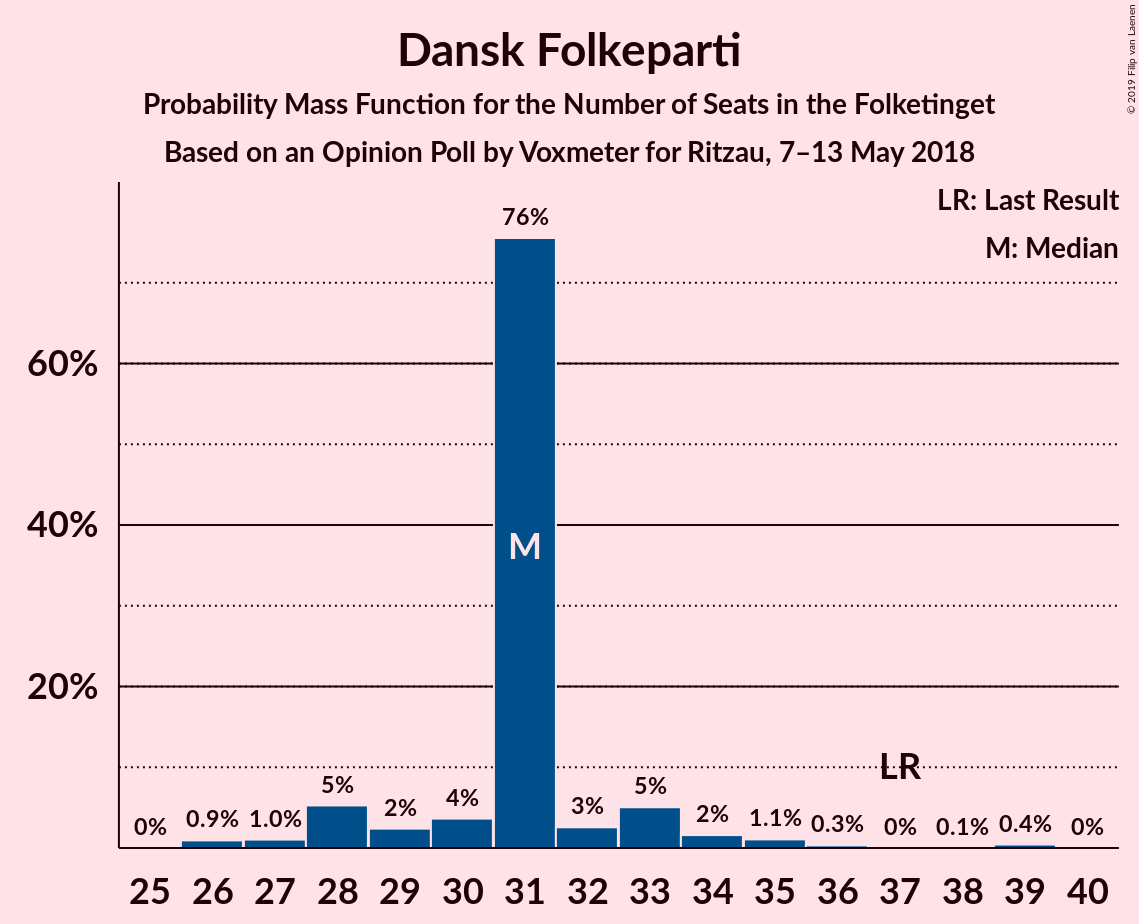 Dansk Folkeparti
Probability Mass Function for the Number of Seats in the Folketinget
Based on an Opinion Poll by Voxmeter for Ritzau, 7–13 May 2018
© 2019 Filip van Laenen
LR: Last Result
M: Median
60%
40%
20%
0%
0.9%
1.0%
5%
2%
4%
76%
M
3%
5%
2%
1.1%
0.3%
LR
0%
0.1%
0.4%
0%
25 26 27 28 29 30 31 32 33 34 35 36 37 38 39 40